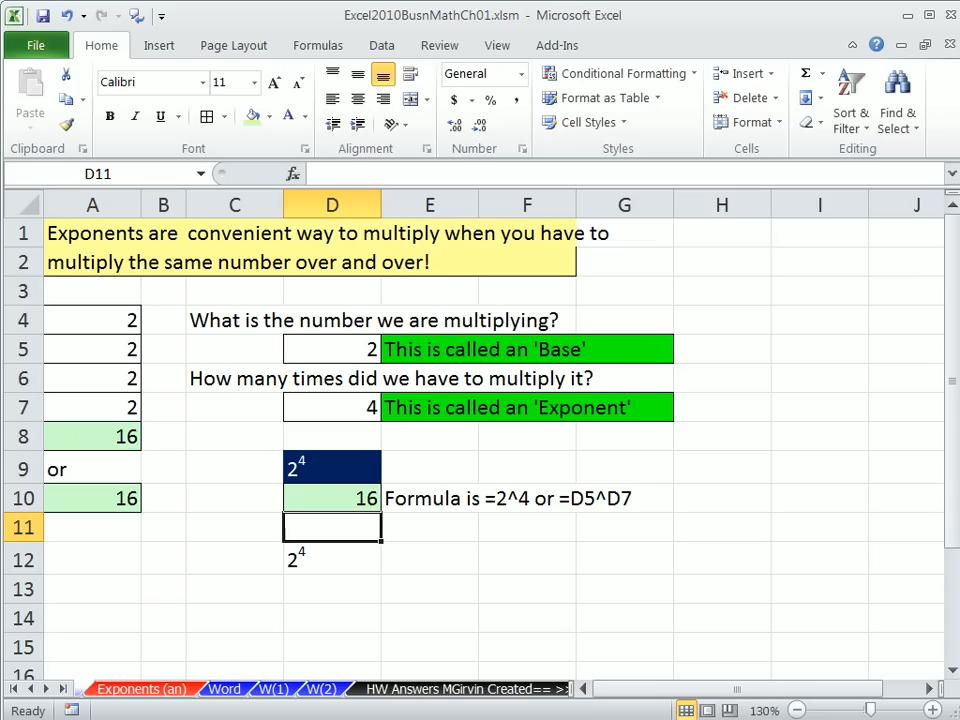 Excel2010BusnMathCh01.xlsm - Microsoft Excel
File Home Insert Page Layout Formulas Data Review View Add-Ins
Calibri 11 General Conditional Formatting Insert Σ
Paste $ % , Format as Table Delete Sort & Find &
B I U A Cell Styles Format Filter Select
Clipboard Font Alignment Number Styles Cells Editing
D11 fx
A B C D E F G H I J
1 Exponents are convenient way to multiply when you have to
2 multiply the same number over and over!
3
4 2 What is the number we are multiplying?
5 2 2 This is called an 'Base'
6 2 How many times did we have to multiply it?
7 2 4 This is called an 'Exponent'
8 16
9 or 2⁴
10 16 16 Formula is =2^4 or =D5^D7
11
12 2⁴
13
14
15
16
Exponents (an) Word W(1) W(2) HW Answers MGirvin Created== >>
Ready 130%